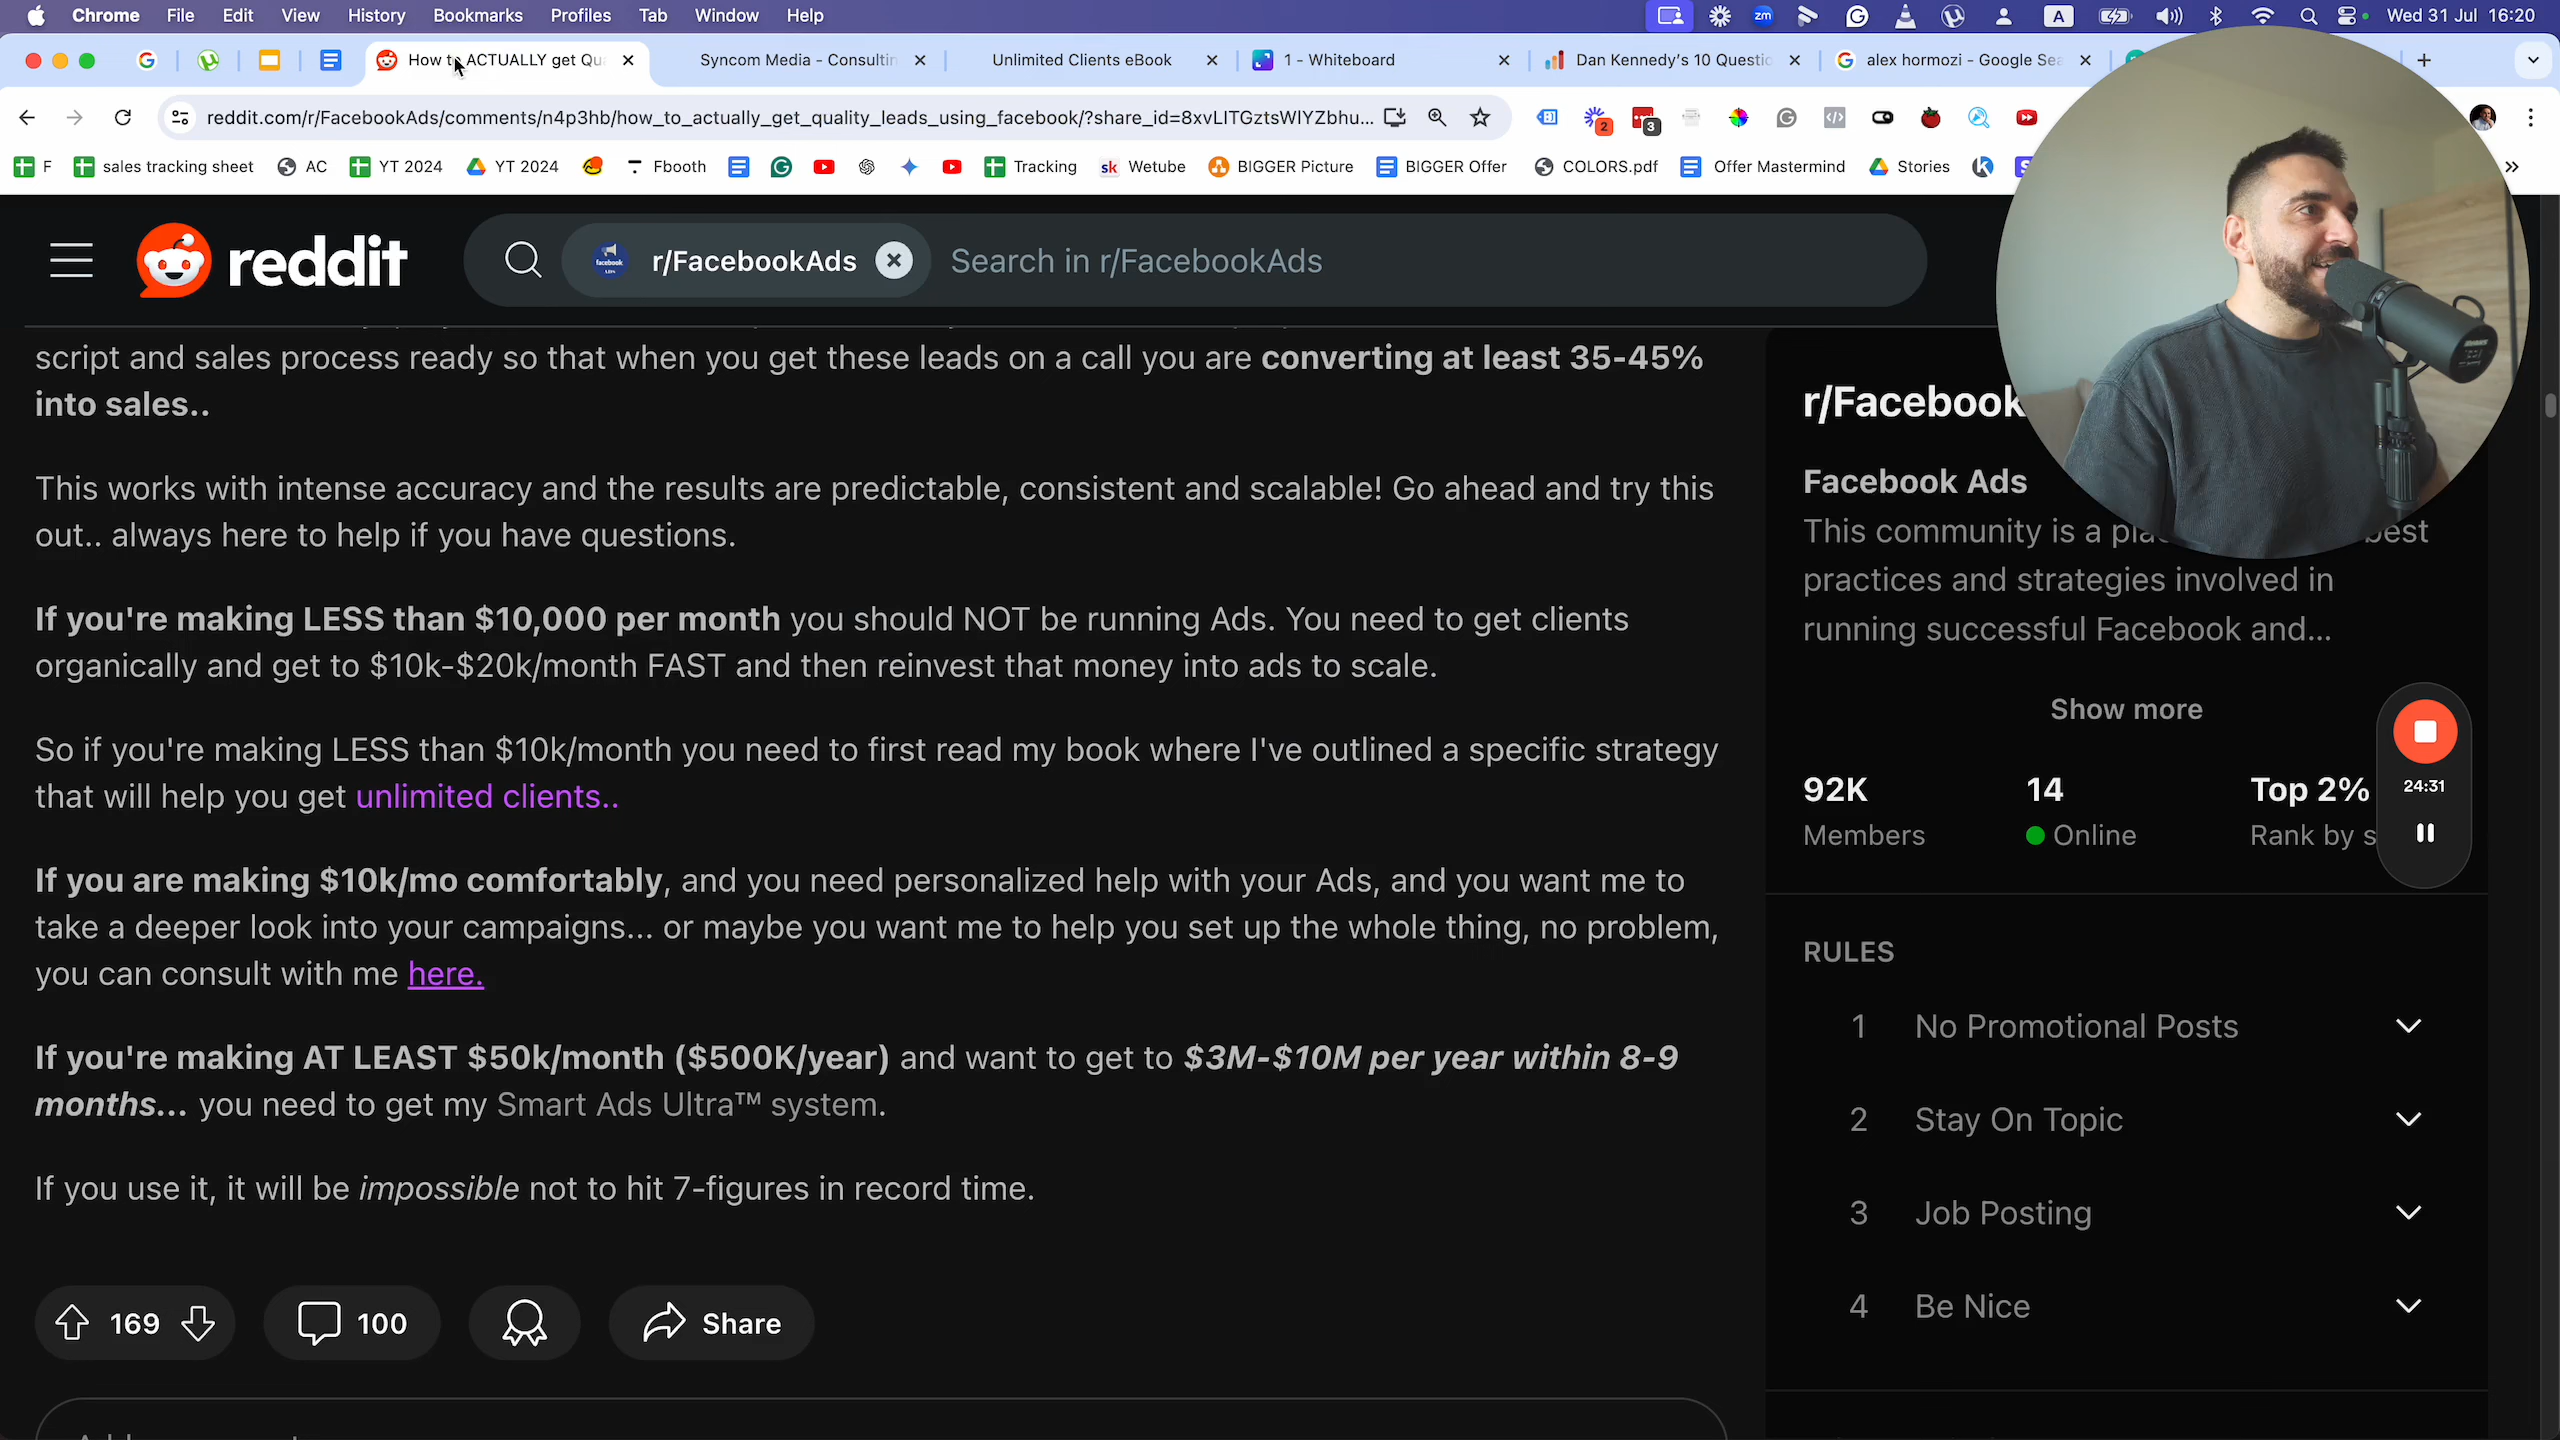 Chrome File Edit View History Bookmarks Profiles Tab Window Help zm A Wed 31 Jul 16:20
How to ACTUALLY get Qu Syncom Media - Consultin Unlimited Clients eBook 1 - Whiteboard Dan Kennedy's 10 Questio alex hormozi - Google Sea
reddit.com/r/FacebookAds/comments/n4p3hb/how_to_actually_get_quality_leads_using_facebook/?share_id=8xvLITGztsWlYZbhu... 2 3
F sales tracking sheet AC YT 2024 YT 2024 Fbooth Tracking sk Wetube BIGGER Picture BIGGER Offer COLORS.pdf Offer Mastermind Stories
reddit r/FacebookAds Search in r/FacebookAds
script and sales process ready so that when you get these leads on a call you are converting at least 35-45%
into sales..
This works with intense accuracy and the results are predictable, consistent and scalable! Go ahead and try this
out.. always here to help if you have questions.
If you're making LESS than $10,000 per month you should NOT be running Ads. You need to get clients
organically and get to $10k-$20k/month FAST and then reinvest that money into ads to scale.
So if you're making LESS than $10k/month you need to first read my book where I've outlined a specific strategy
that will help you get unlimited clients..
If you are making $10k/mo comfortably, and you need personalized help with your Ads, and you want me to
take a deeper look into your campaigns... or maybe you want me to help you set up the whole thing, no problem,
you can consult with me here.
If you're making AT LEAST $50k/month ($500K/year) and want to get to $3M-$10M per year within 8-9
months... you need to get my Smart Ads Ultra™ system.
If you use it, it will be impossible not to hit 7-figures in record time.
169 100 Share
r/Facebook
Facebook Ads
This community is a pla best
practices and strategies involved in
running successful Facebook and...
Show more
92K 14 Top 2%
Members Online Rank by s
24:31
RULES
1 No Promotional Posts
2 Stay On Topic
3 Job Posting
4 Be Nice